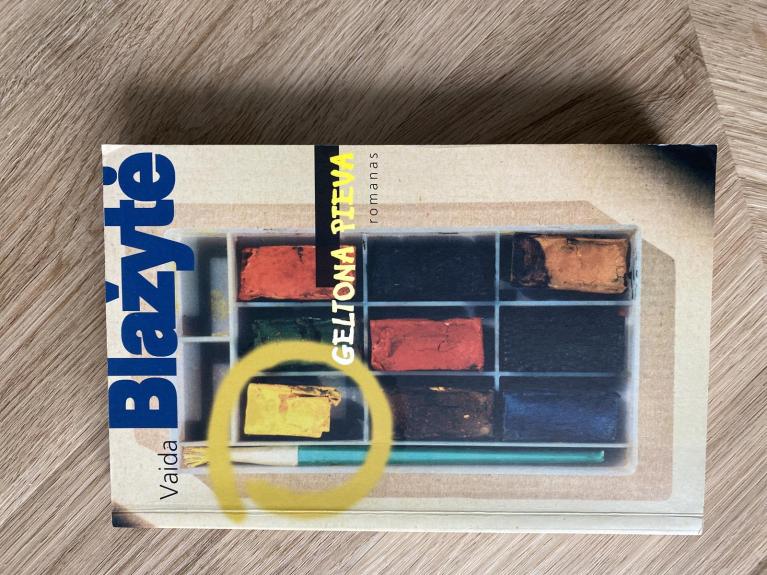 Vaida
Blažytė
GELTONA PIEVA
romanas